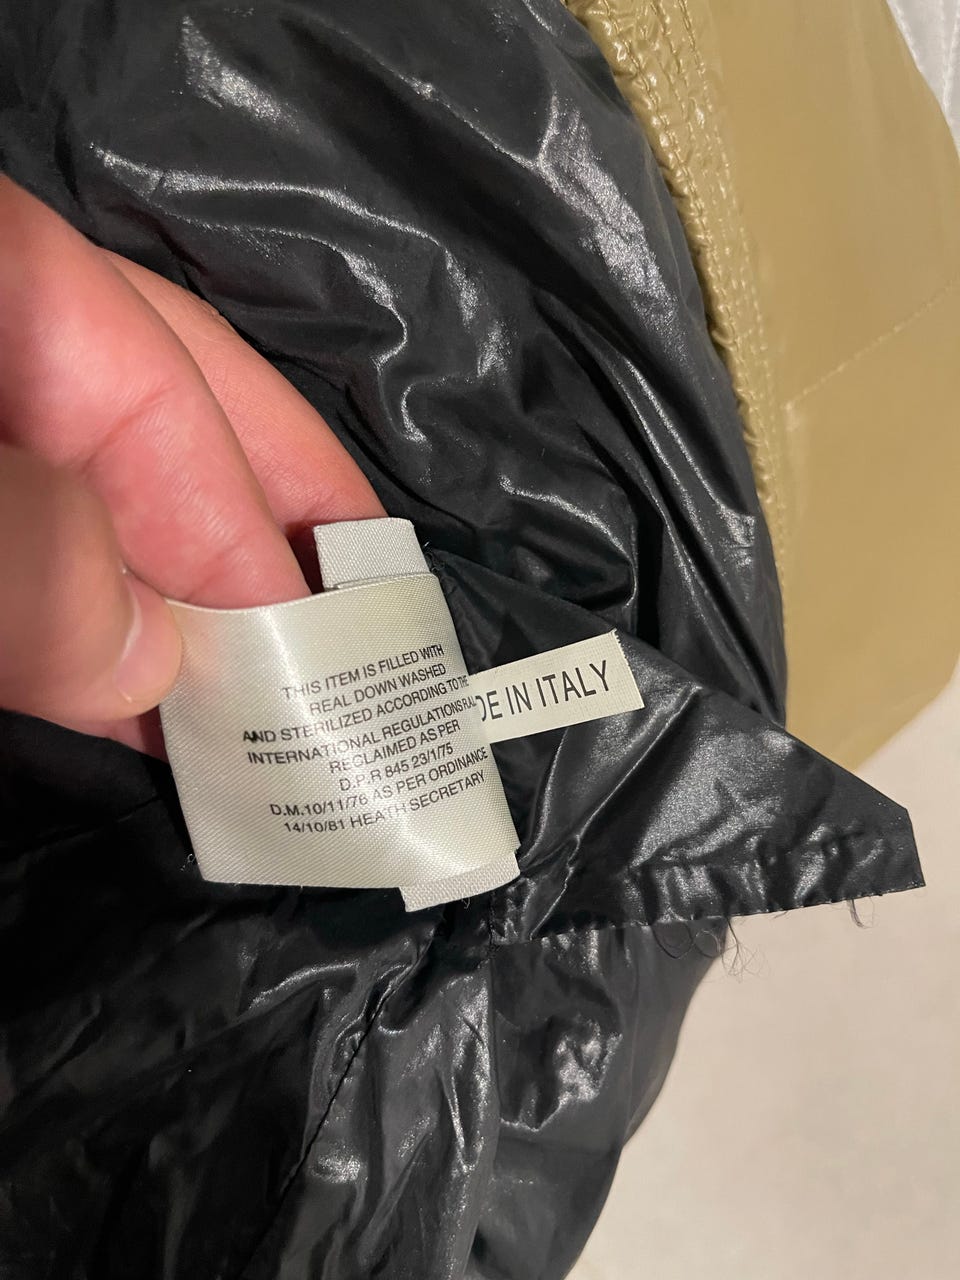 THIS ITEM IS FILLED WITH
REAL DOWN WASHED
AND STERILIZED ACCORDING TO THE
INTERNATIONAL REGULATIONS RAL
RECLAIMED AS PER
D.P.R 845 23/1/75
D.M.10/11/76 AS PER ORDINANCE
14/10/81 HEATH SECRETARY
DE IN ITALY